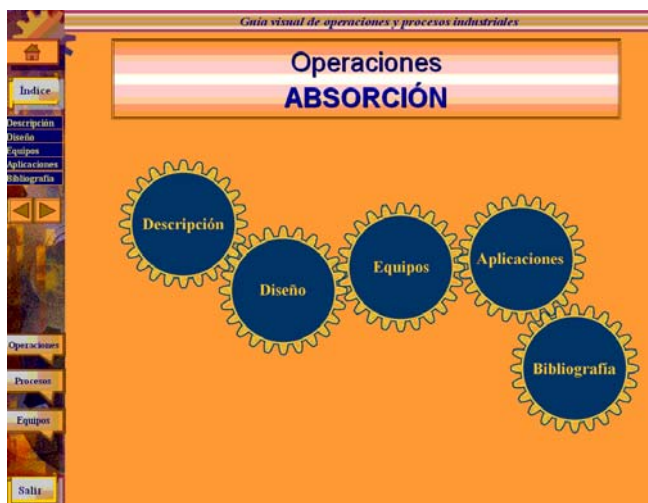 Guía visual de operaciones y procesos industriales
Operaciones
ABSORCIÓN
Índice
Descripción
Diseño
Equipos
Aplicaciones
Bibliografía
Operaciones
Procesos
Equipos
Salir
Descripción
Diseño
Equipos
Aplicaciones
Bibliografía